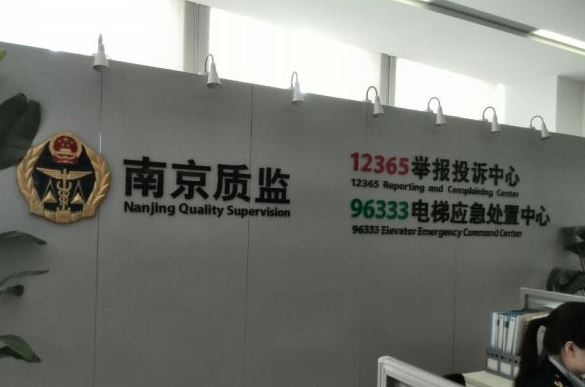 南京质监
Nanjing Quality Supervision
12365举报投诉中心
12365 Reporting and Complaining Center
96333电梯应急处置中心
96333 Elevator Emergency Command Center